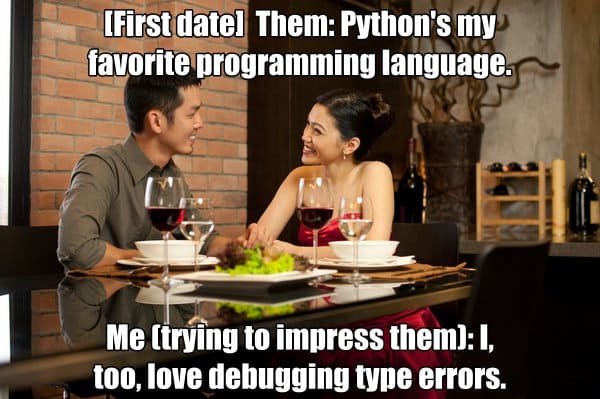 [First date]  Them: Python's my
favorite programming language.
Me (trying to impress them): I,
too, love debugging type errors.